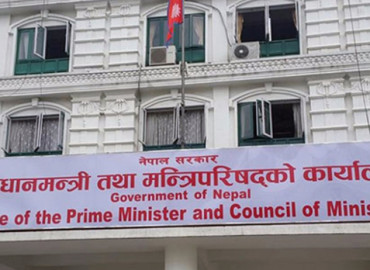 नेपाल सरकार
धानमन्त्री तथा मन्त्रिपरिषद्को कार्याल
Government of Nepal
e of the Prime Minister and Council of Minis